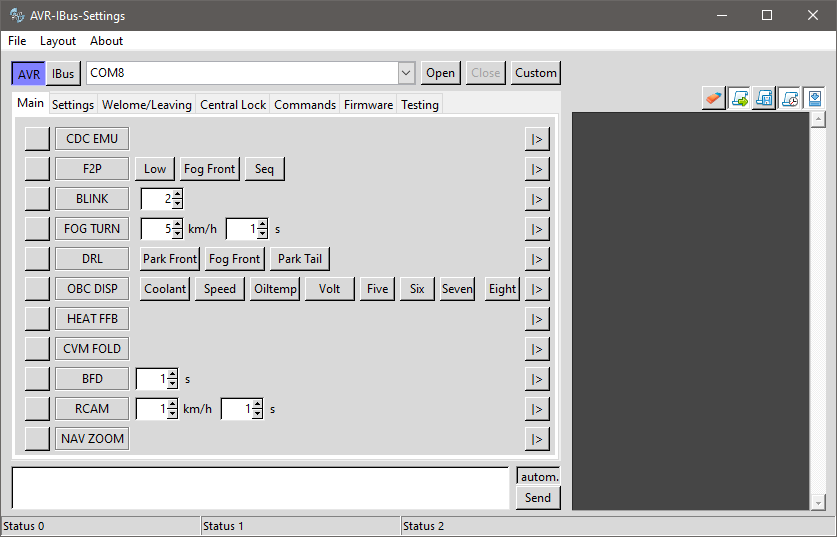 AVR-IBus-Settings
File Layout About
AVR IBus COM8 Open Close Custom
Main Settings Welome/Leaving Central Lock Commands Firmware Testing
CDC EMU |>
F2P Low Fog Front Seq |>
BLINK 2 |>
FOG TURN 5 km/h 1 s |>
DRL Park Front Fog Front Park Tail |>
OBC DISP Coolant Speed Oiltemp Volt Five Six Seven Eight |>
HEAT FFB |>
CVM FOLD |>
BFD 1 s |>
RCAM 1 km/h 1 s |>
NAV ZOOM |>
autom.
Send
Status 0 Status 1 Status 2